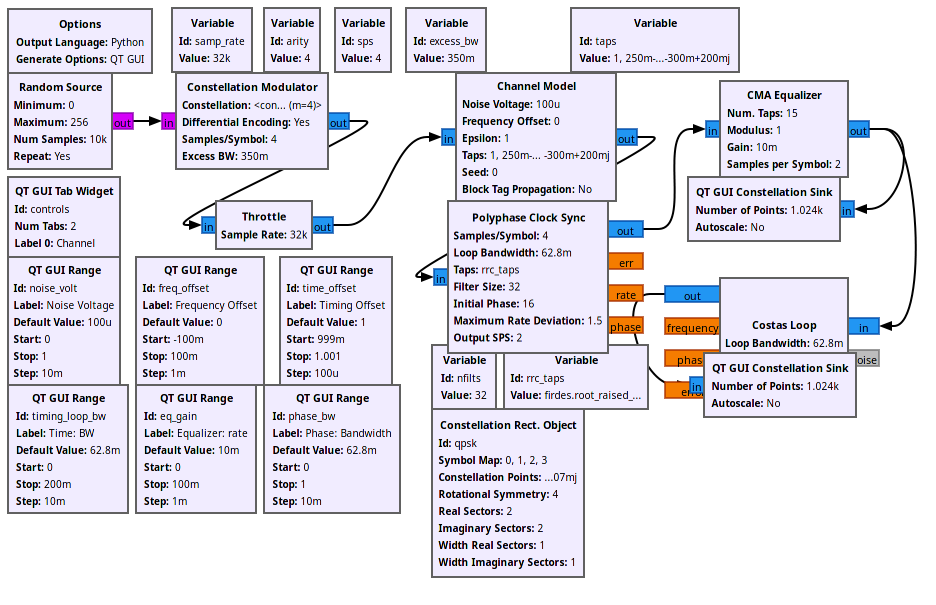 Options
Output Language: Python
Generate Options: QT GUI
Variable
Id: samp_rate
Value: 32k
Variable
Id: arity
Value: 4
Variable
Id: sps
Value: 4
Variable
Id: excess_bw
Value: 350m
Variable
Id: taps
Value: 1, 250m-...-300m+200mj
Random Source
Minimum: 0
Maximum: 256
Num Samples: 10k
Repeat: Yes
out
in
Constellation Modulator
Constellation: <con... (m=4)>
Differential Encoding: Yes
Samples/Symbol: 4
Excess BW: 350m
out
in
Channel Model
Noise Voltage: 100u
Frequency Offset: 0
Epsilon: 1
Taps: 1, 250m-... -300m+200mj
Seed: 0
Block Tag Propagation: No
out
in
CMA Equalizer
Num. Taps: 15
Modulus: 1
Gain: 10m
Samples per Symbol: 2
out
QT GUI Tab Widget
Id: controls
Num Tabs: 2
Label 0: Channel
in
Throttle
Sample Rate: 32k
out
in
Polyphase Clock Sync
Samples/Symbol: 4
Loop Bandwidth: 62.8m
Taps: rrc_taps
Filter Size: 32
Initial Phase: 16
Maximum Rate Deviation: 1.5
Output SPS: 2
out
err
rate
phase
QT GUI Constellation Sink
Number of Points: 1.024k
Autoscale: No
in
QT GUI Range
Id: noise_volt
Label: Noise Voltage
Default Value: 100u
Start: 0
Stop: 1
Step: 10m
QT GUI Range
Id: freq_offset
Label: Frequency Offset
Default Value: 0
Start: -100m
Stop: 100m
Step: 1m
QT GUI Range
Id: time_offset
Label: Timing Offset
Default Value: 1
Start: 999m
Stop: 1.001
Step: 100u
out
frequency
phas
Costas Loop
Loop Bandwidth: 62.8m
in
oise
in
QT GUI Constellation Sink
Number of Points: 1.024k
Autoscale: No
Variable
Id: nfilts
Value: 32
Variable
Id: rrc_taps
Value: firdes.root_raised_...
QT GUI Range
Id: timing_loop_bw
Label: Time: BW
Default Value: 62.8m
Start: 0
Stop: 200m
Step: 10m
QT GUI Range
Id: eq_gain
Label: Equalizer: rate
Default Value: 10m
Start: 0
Stop: 100m
Step: 1m
QT GUI Range
Id: phase_bw
Label: Phase: Bandwidth
Default Value: 62.8m
Start: 0
Stop: 1
Step: 10m
Constellation Rect. Object
Id: qpsk
Symbol Map: 0, 1, 2, 3
Constellation Points: ...07mj
Rotational Symmetry: 4
Real Sectors: 2
Imaginary Sectors: 2
Width Real Sectors: 1
Width Imaginary Sectors: 1